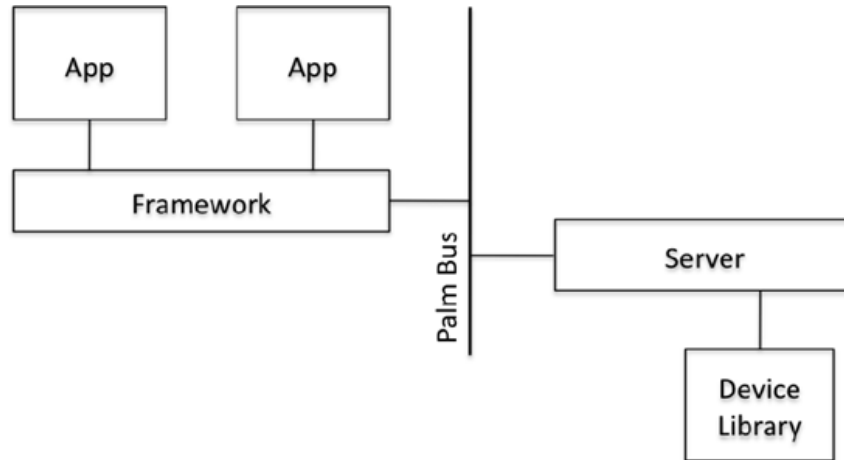 App
App
Framework
Palm Bus
Server
Device
Library